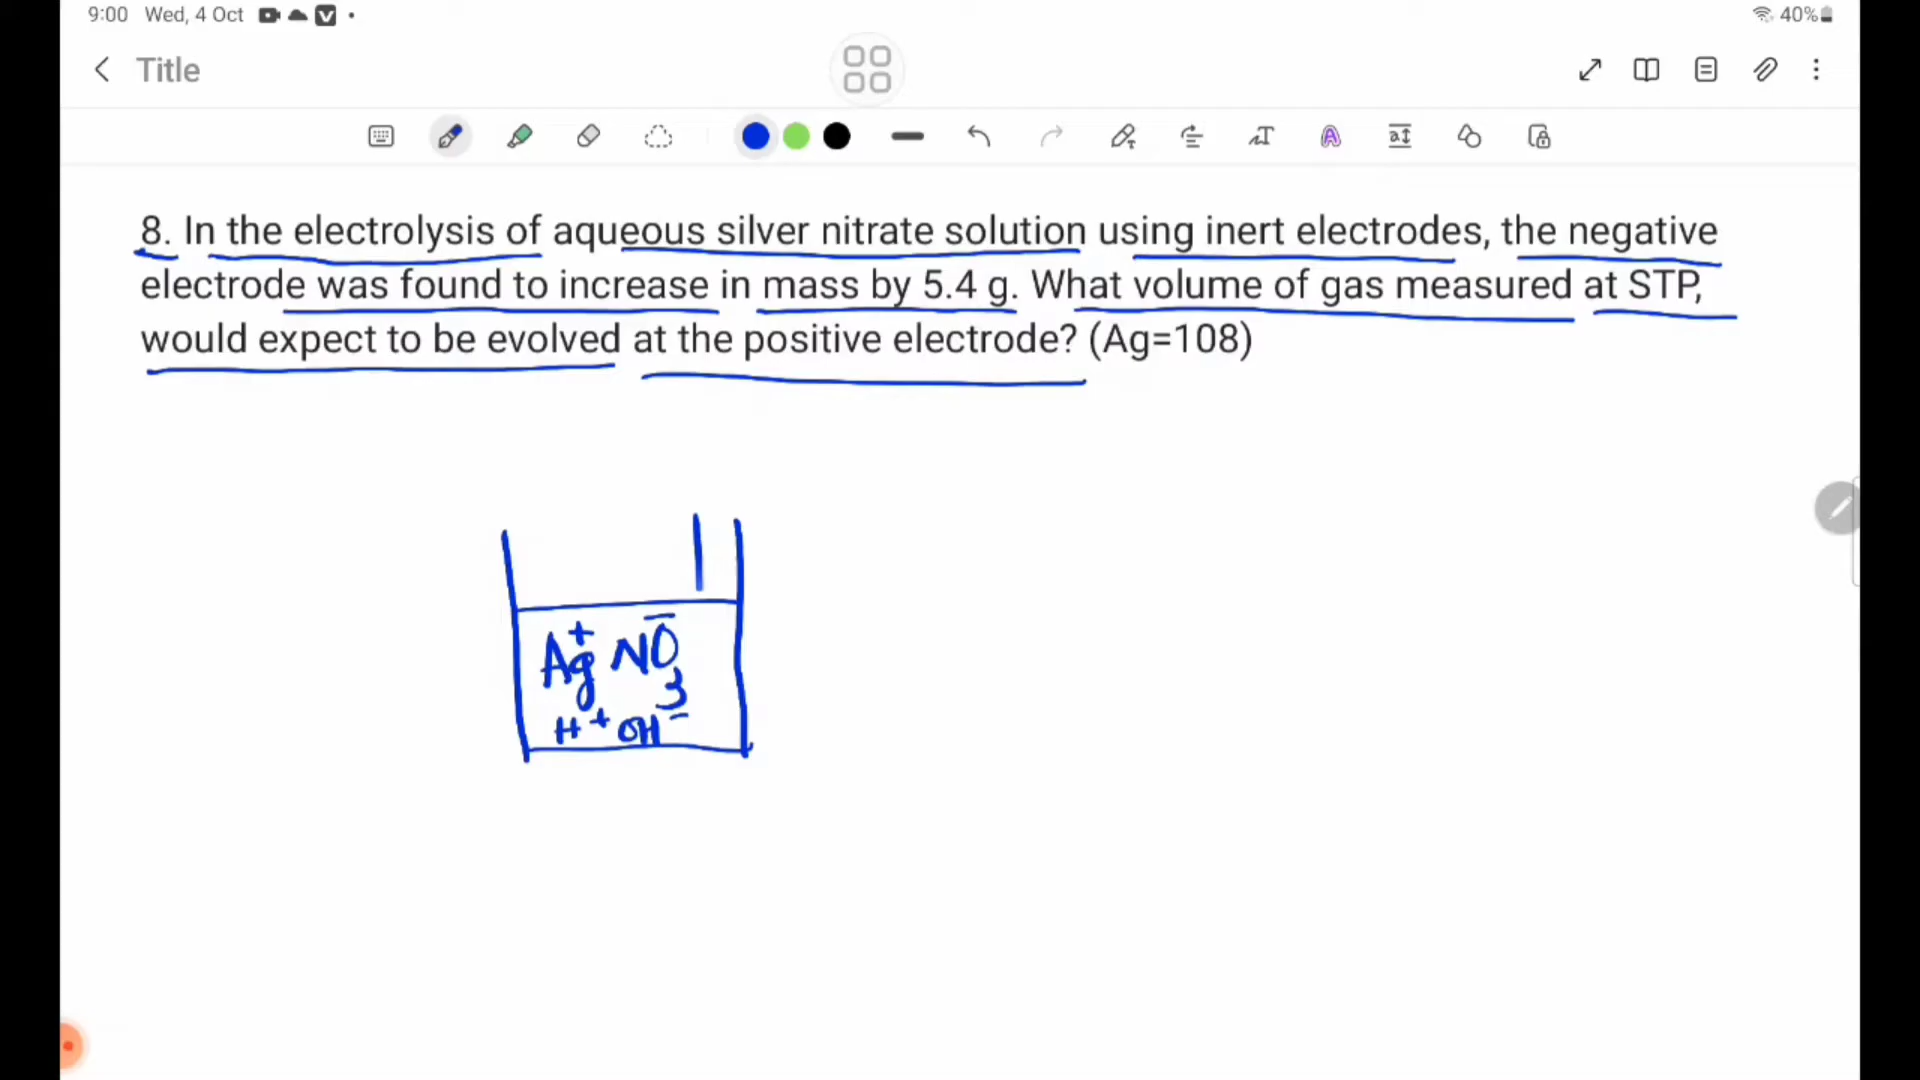 9:00 Wed, 4 Oct V 40%
Title
8. In the electrolysis of aqueous silver nitrate solution using inert electrodes, the negative
electrode was found to increase in mass by 5.4 g. What volume of gas measured at STP,
would expect to be evolved at the positive electrode? (Ag=108)
Ag⁺ NO₃⁻
H⁺ OH⁻